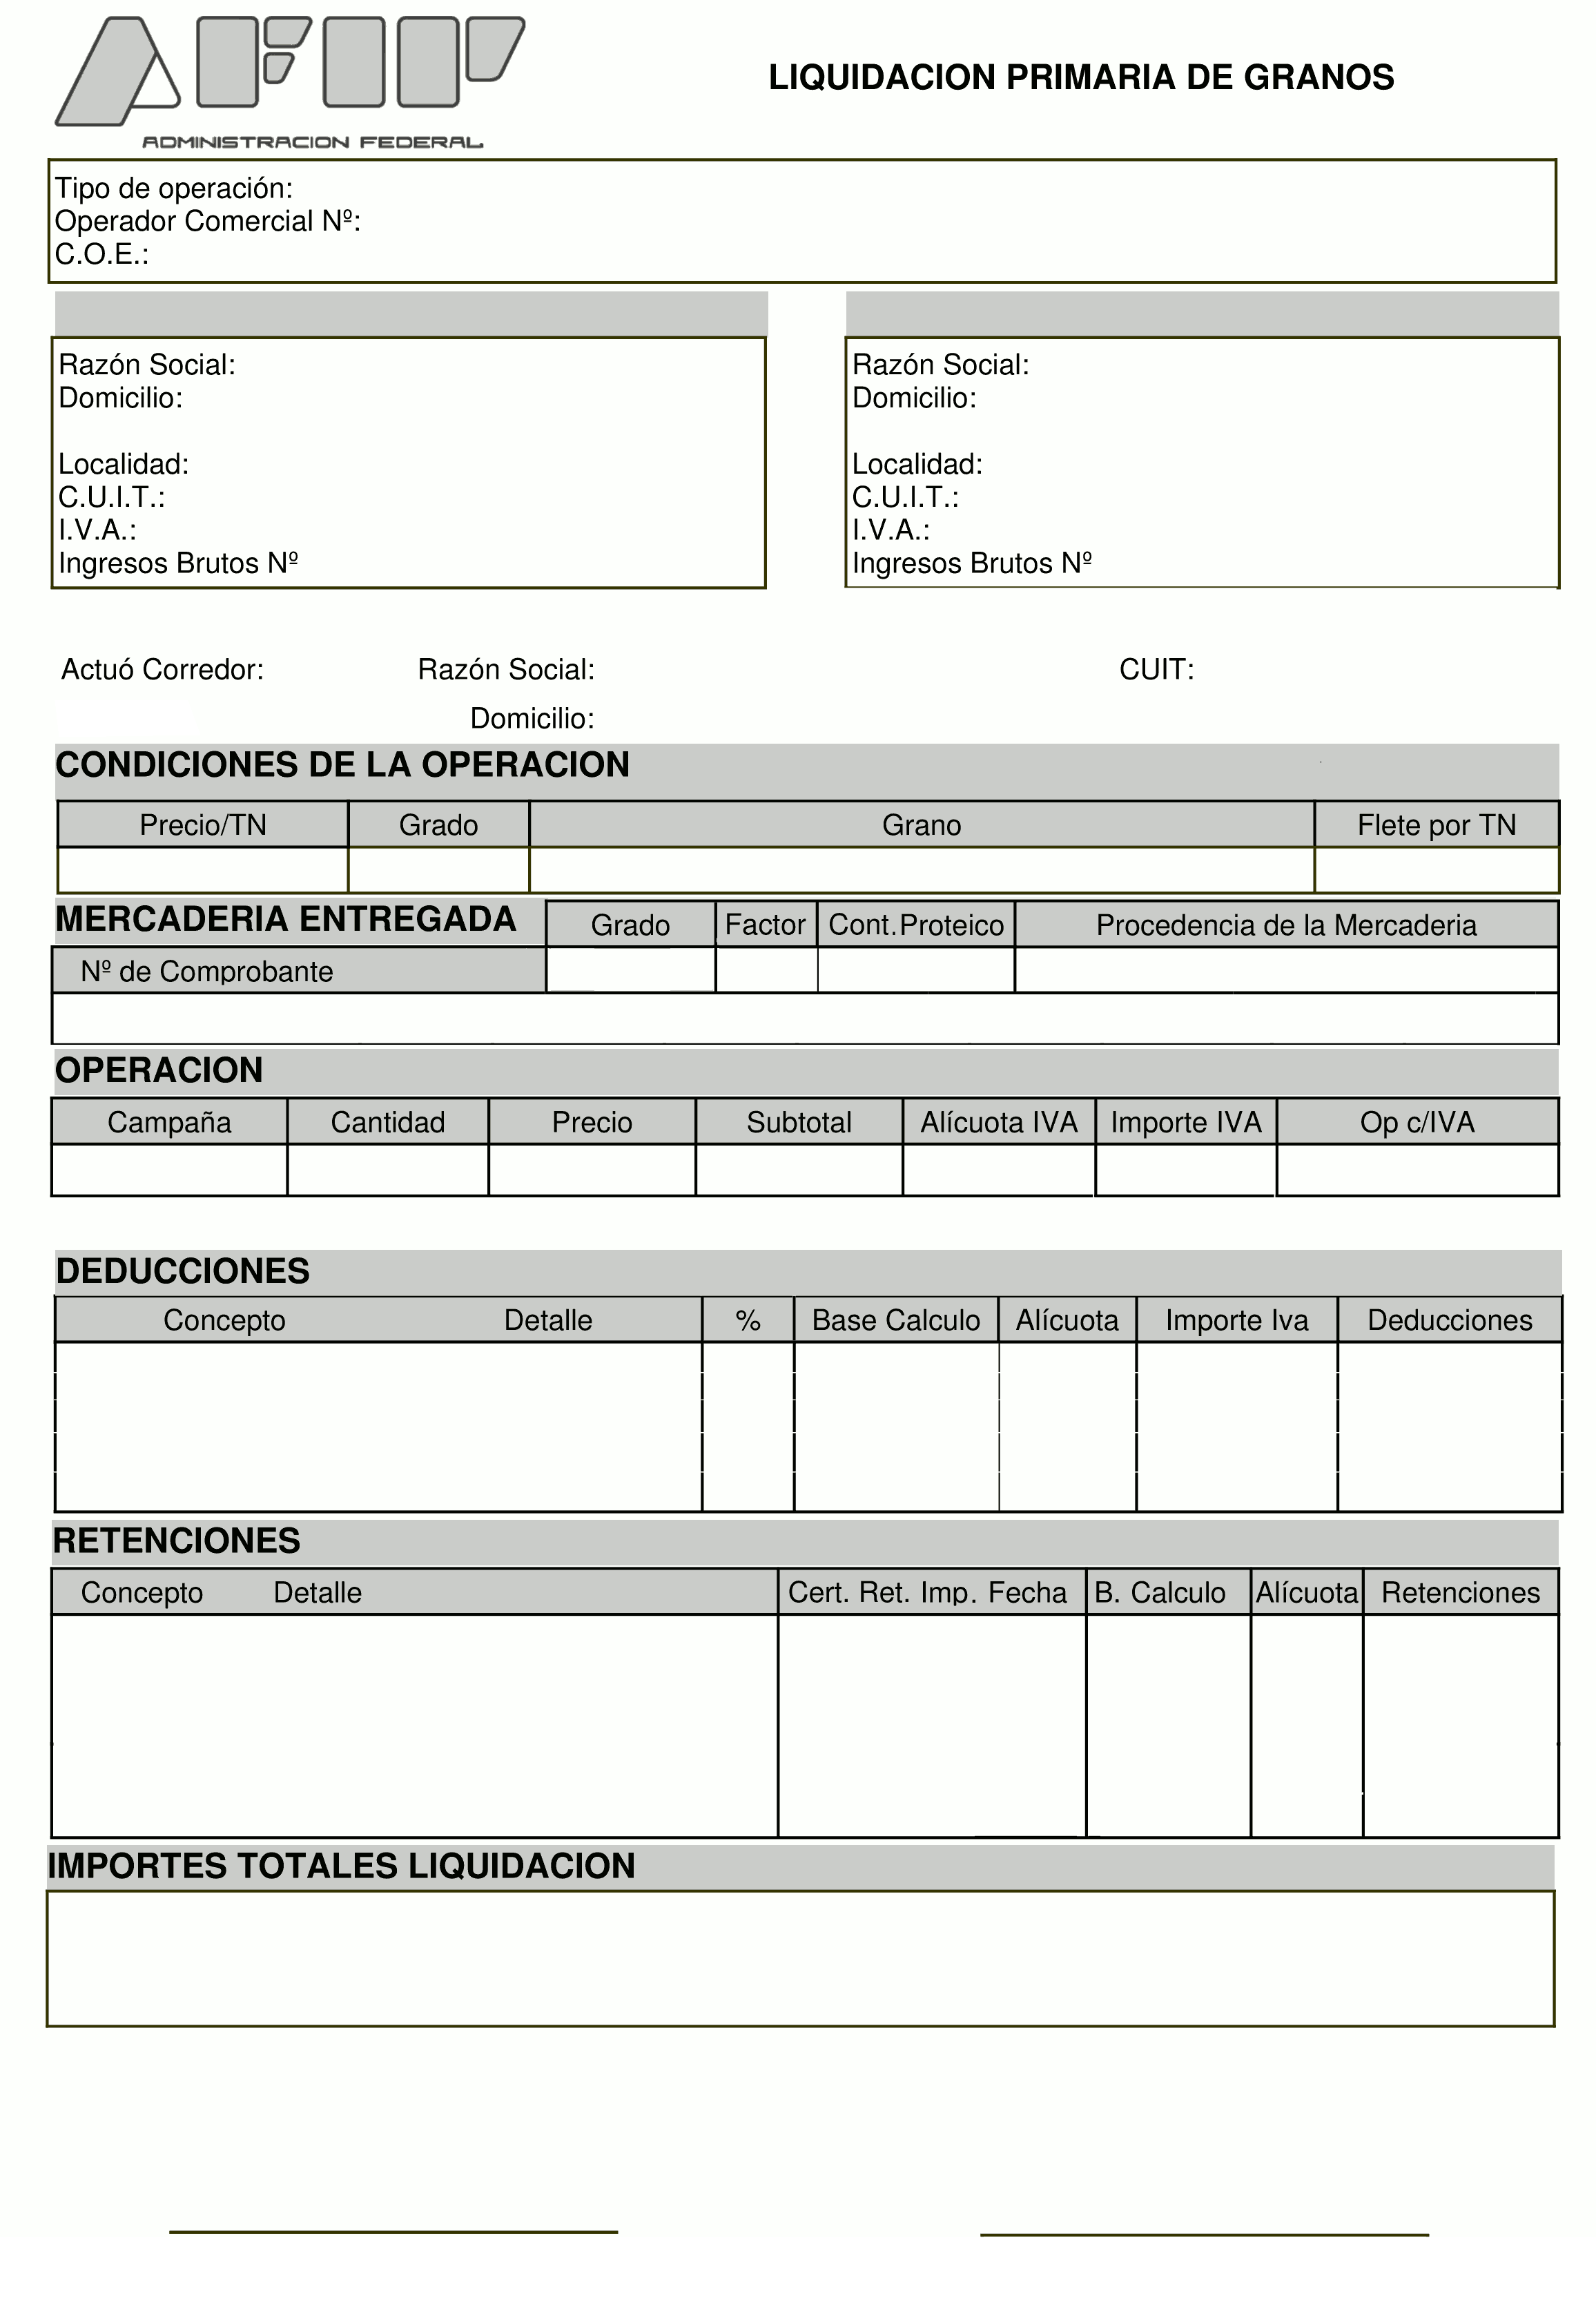 AFIP
ADMINISTRACION FEDERAL
LIQUIDACION PRIMARIA DE GRANOS
Tipo de operación:
Operador Comercial Nº:
C.O.E.:
Razón Social:
Domicilio:
Localidad:
C.U.I.T.:
I.V.A.:
Ingresos Brutos Nº
Razón Social:
Domicilio:
Localidad:
C.U.I.T.:
I.V.A.:
Ingresos Brutos Nº
Actuó Corredor: Razón Social: CUIT:
Domicilio:
CONDICIONES DE LA OPERACION
Precio/TN Grado Grano Flete por TN
MERCADERIA ENTREGADA Grado Factor Cont.Proteico Procedencia de la Mercaderia
Nº de Comprobante
OPERACION
Campaña Cantidad Precio Subtotal Alícuota IVA Importe IVA Op c/IVA
DEDUCCIONES
Concepto Detalle % Base Calculo Alícuota Importe Iva Deducciones
RETENCIONES
Concepto Detalle Cert. Ret. Imp. Fecha B. Calculo Alícuota Retenciones
IMPORTES TOTALES LIQUIDACION